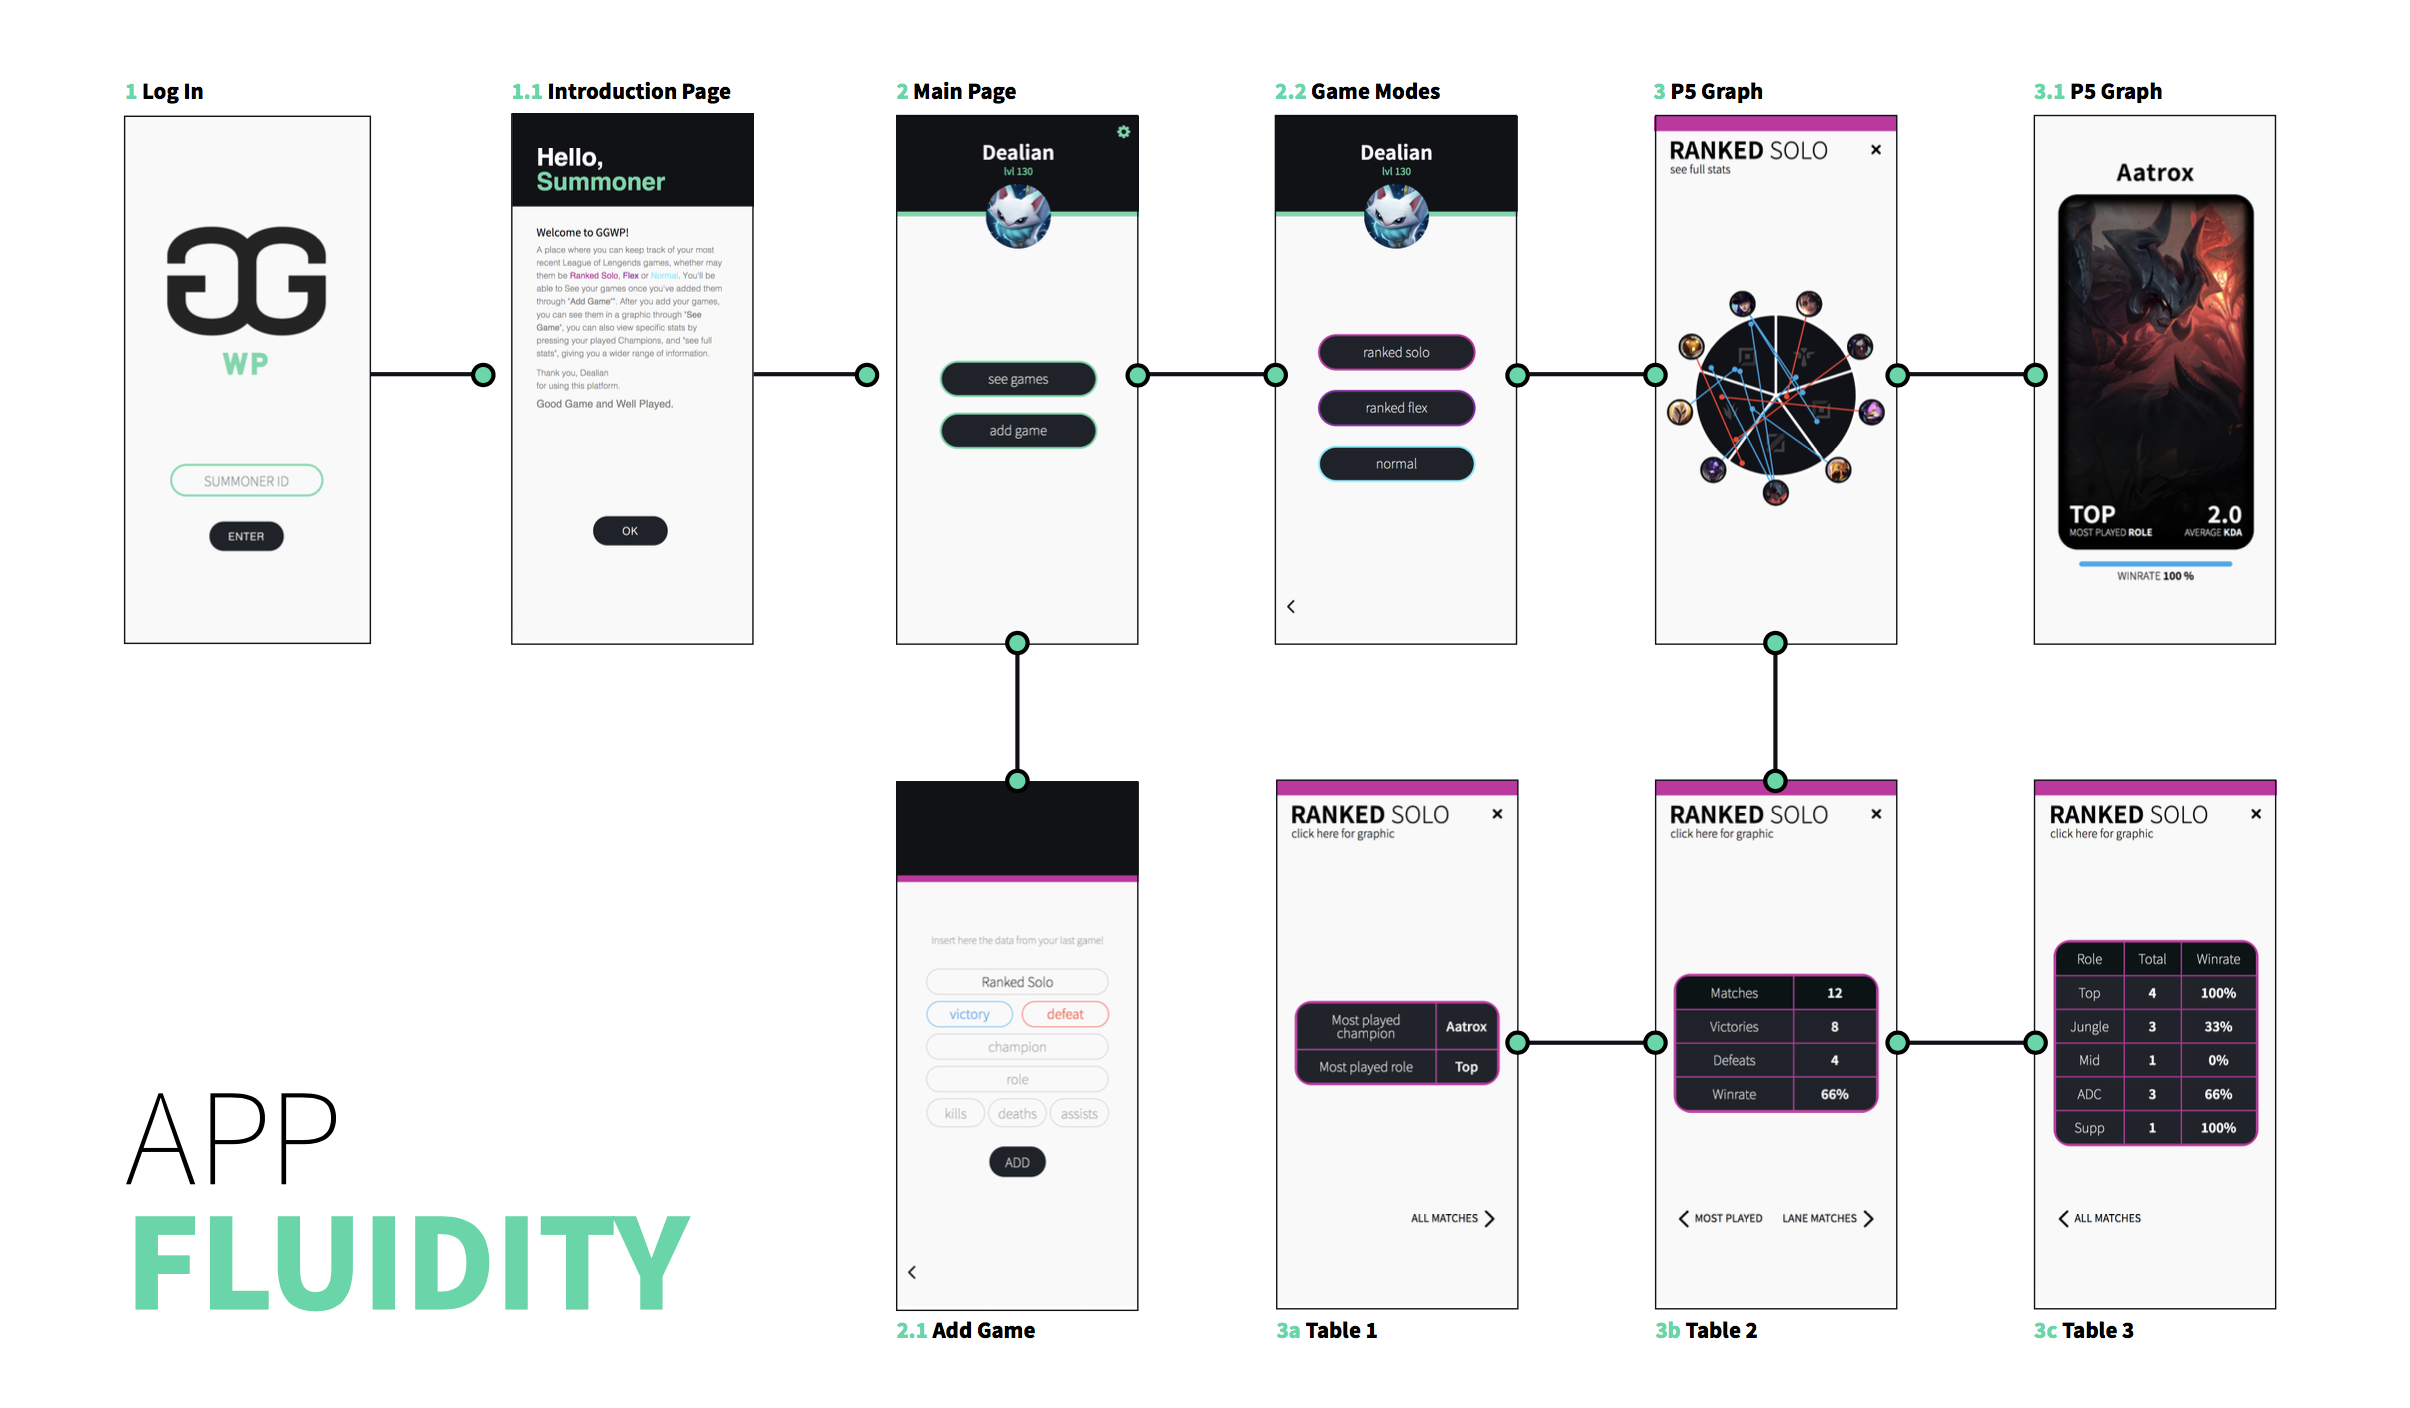 1 Log In
GG
WP
SUMMONER ID
ENTER
1.1 Introduction Page
Hello,
Summoner
Welcome to GGWP!
A place where you can keep track of your most
recent League of Lengends games, whether may
them be Ranked Solo, Flex or Normal. You'll be
able to See your games once you've added them
through "Add Game"'. After you add your games,
you can see them in a graphic through "See
Game", you can also view specific stats by
pressing your played Champions, and "see full
stats", giving you a wider range of information.
Thank you, Dealian
for using this platform.
Good Game and Well Played.
OK
2 Main Page
Dealian
lvl 130
see games
add game
2.2 Game Modes
Dealian
lvl 130
ranked solo
ranked flex
normal
3 P5 Graph
RANKED SOLO
see full stats
3.1 P5 Graph
Aatrox
TOP 2.0
MOST PLAYED ROLE AVERAGE KDA
WINRATE 100 %
Insert here the data from your last game!
Ranked Solo
victory defeat
champion
role
kills deaths assists
ADD
2.1 Add Game
RANKED SOLO
click here for graphic
Most played
champion Aatrox
Most played role Top
ALL MATCHES
3a Table 1
RANKED SOLO
click here for graphic
Matches 12
Victories 8
Defeats 4
Winrate 66%
MOST PLAYED LANE MATCHES
3b Table 2
RANKED SOLO
click here for graphic
Role Total Winrate
Top 4 100%
Jungle 3 33%
Mid 1 0%
ADC 3 66%
Supp 1 100%
ALL MATCHES
3c Table 3
APP
FLUIDITY